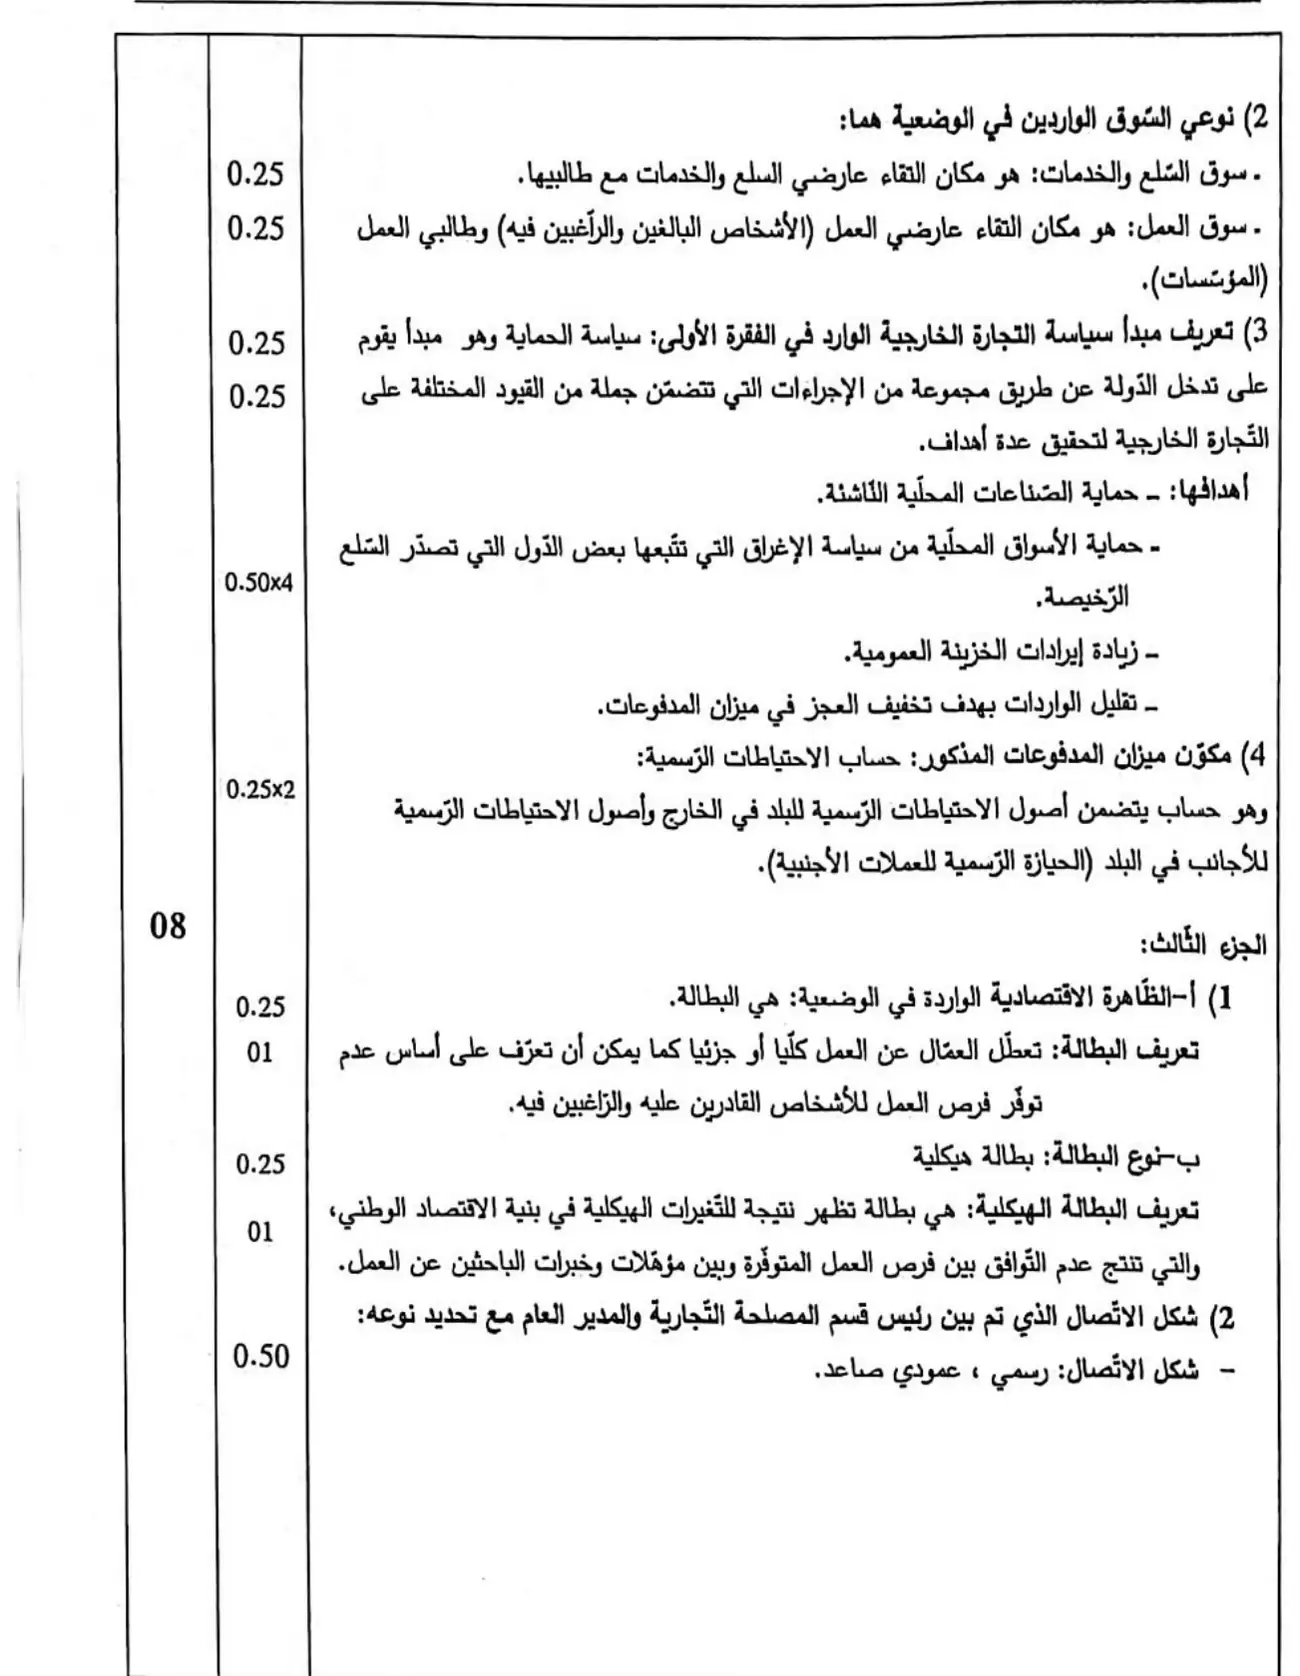 2) نوعي السّوق الواردين في الوضعية هما:
0.25
. سوق السّلع والخدمات: هو مكان التقاء عارضي السلع والخدمات مع طالبيها.
0.25
. سوق العمل: هو مكان التقاء عارضي العمل (الأشخاص البالغين والرّاغبين فيه) وطالبي العمل
(المؤسّسات).
3) تعريف مبدأ سياسة التجارة الخارجية الوارد في الفقرة الأولى: سياسة الحماية وهو مبدأ يقوم
0.25
على تدخل الدّولة عن طريق مجموعة من الإجراءات التي تتضمّن جملة من القيود المختلفة على
0.25
التّجارة الخارجية لتحقيق عدة أهداف.
أهدافها: – حماية الصّناعات المحلّية النّاشئة.
- حماية الأسواق المحلّية من سياسة الإغراق التي تتّبعها بعض الدّول التي تصدّر السّلع
0.50x4
الرّخيصة.
– زيادة إيرادات الخزينة العمومية.
– تقليل الواردات بهدف تخفيف العجز في ميزان المدفوعات.
4) مكوّن ميزان المدفوعات المذكور: حساب الاحتياطات الرّسمية:
0.25x2
وهو حساب يتضمن أصول الاحتياطات الرّسمية للبلد في الخارج وأصول الاحتياطات الرّسمية
للأجانب في البلد (الحيازة الرّسمية للعملات الأجنبية).
08
الجزء الثّالث:
1) أ–الظّاهرة الاقتصادية الواردة في الوضعية: هي البطالة.
0.25
تعريف البطالة: تعطّل العمّال عن العمل كلّيا أو جزئيا كما يمكن أن تعرّف على أساس عدم
01
توفّر فرص العمل للأشخاص القادرين عليه والرّاغبين فيه.
ب–نوع البطالة: بطالة هيكلية
0.25
تعريف البطالة الهيكلية: هي بطالة تظهر نتيجة للتّغيرات الهيكلية في بنية الاقتصاد الوطني،
01
والتي تنتج عدم التّوافق بين فرص العمل المتوفّرة وبين مؤهّلات وخبرات الباحثين عن العمل.
2) شكل الاتّصال الذي تم بين رئيس قسم المصلحة التّجارية والمدير العام مع تحديد نوعه:
0.50
– شكل الاتّصال: رسمي ، عمودي صاعد.